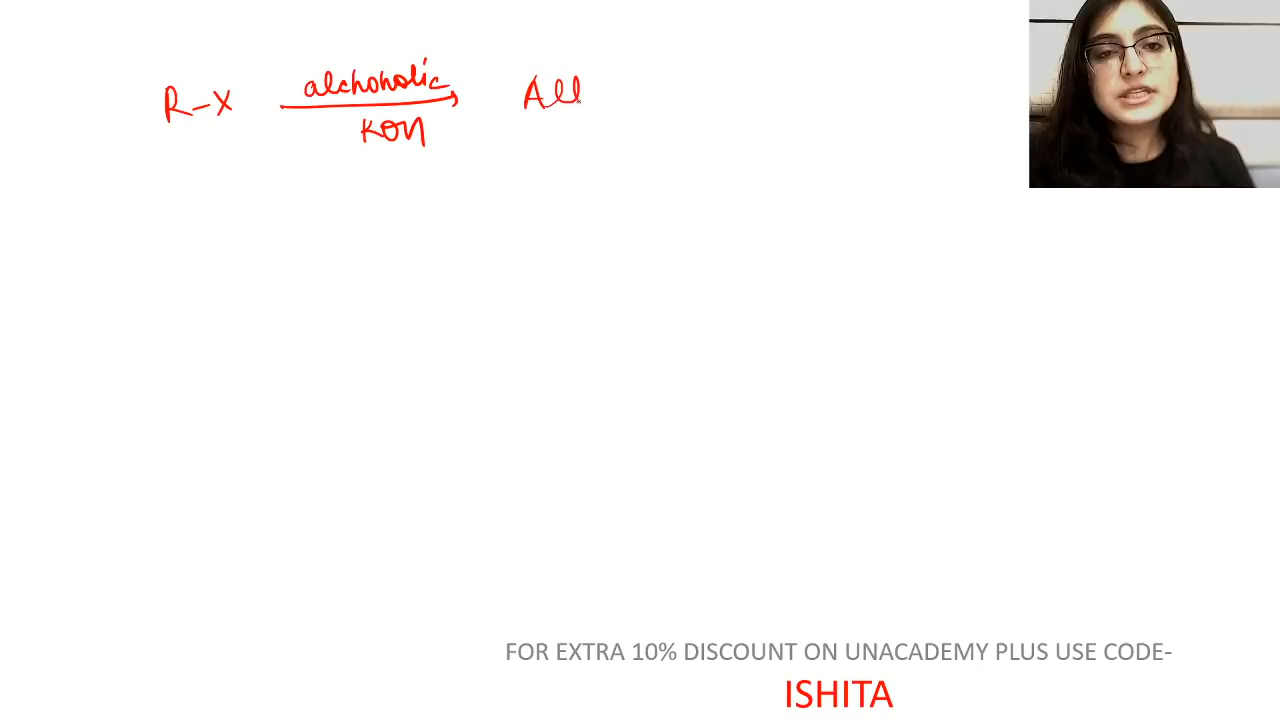 R-X alchoholic All
KOH
FOR EXTRA 10% DISCOUNT ON UNACADEMY PLUS USE CODE-
ISHITA